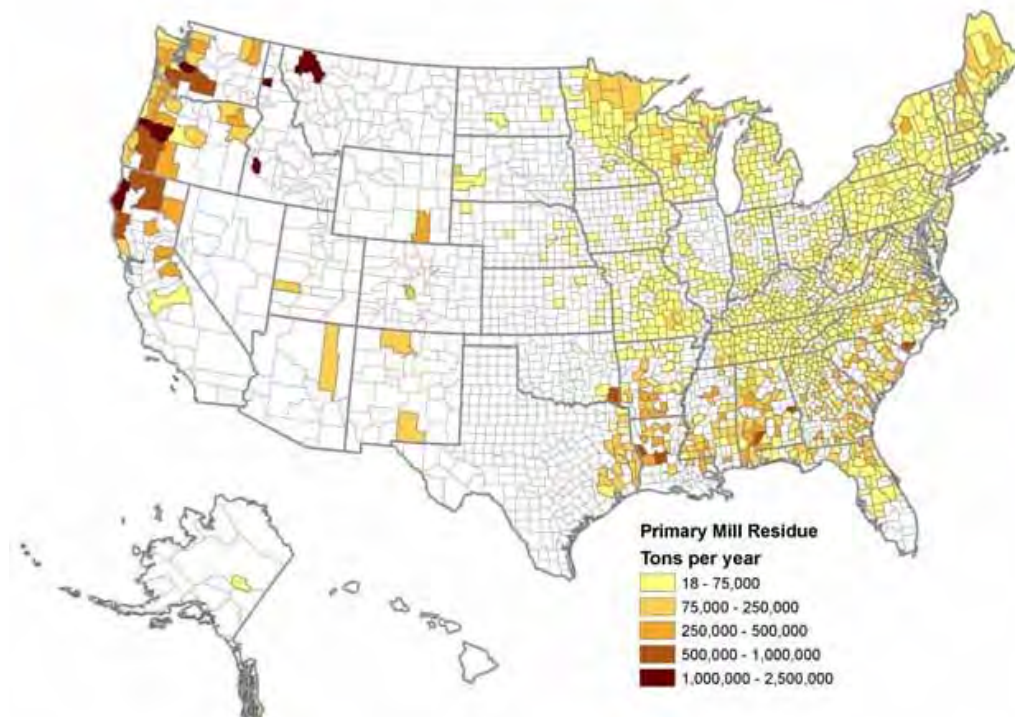 Primary Mill Residue
Tons per year
18 - 75,000
75,000 - 250,000
250,000 - 500,000
500,000 - 1,000,000
1,000,000 - 2,500,000